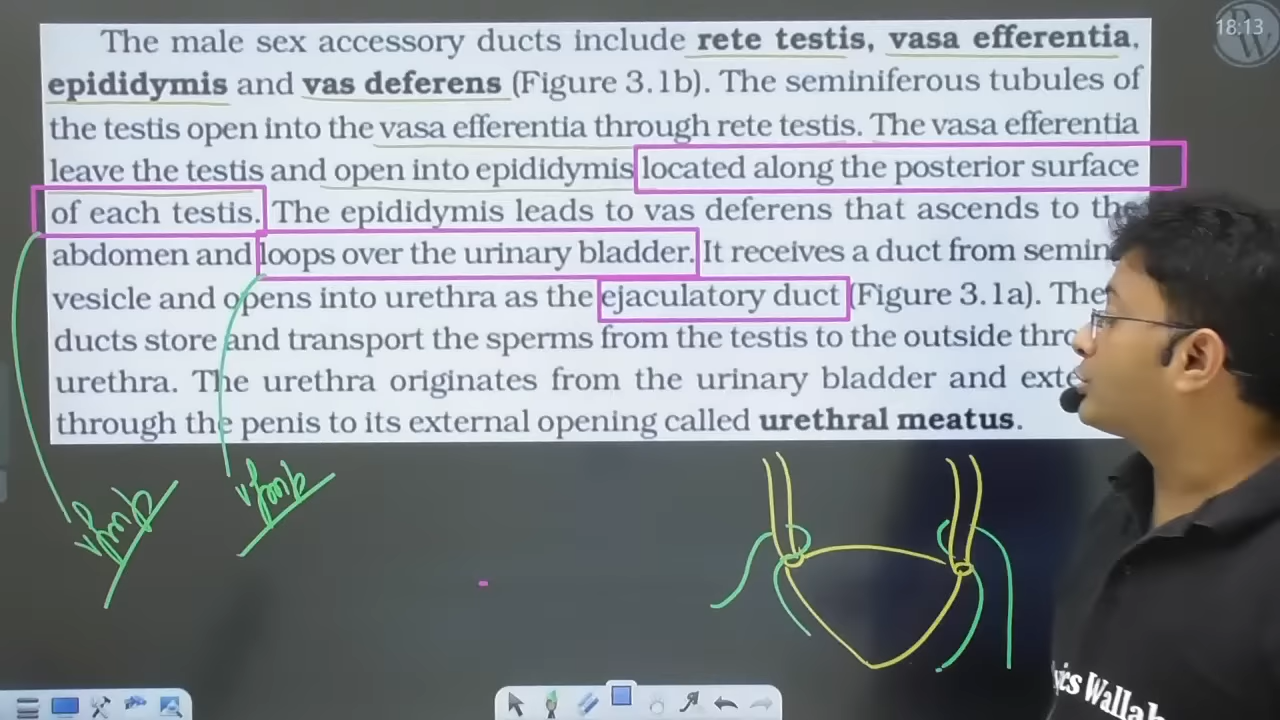 18:13
The male sex accessory ducts include rete testis, vasa efferentia,
epididymis and vas deferens (Figure 3.1b). The seminiferous tubules of
the testis open into the vasa efferentia through rete testis. The vasa efferentia
leave the testis and open into epididymis located along the posterior surface
of each testis. The epididymis leads to vas deferens that ascends to the
abdomen and loops over the urinary bladder. It receives a duct from semin
vesicle and opens into urethra as the ejaculatory duct (Figure 3.1a). The
ducts store and transport the sperms from the testis to the outside thro
urethra. The urethra originates from the urinary bladder and exte
through the penis to its external opening called urethral meatus.
vfmp vfmp
ics Wallah